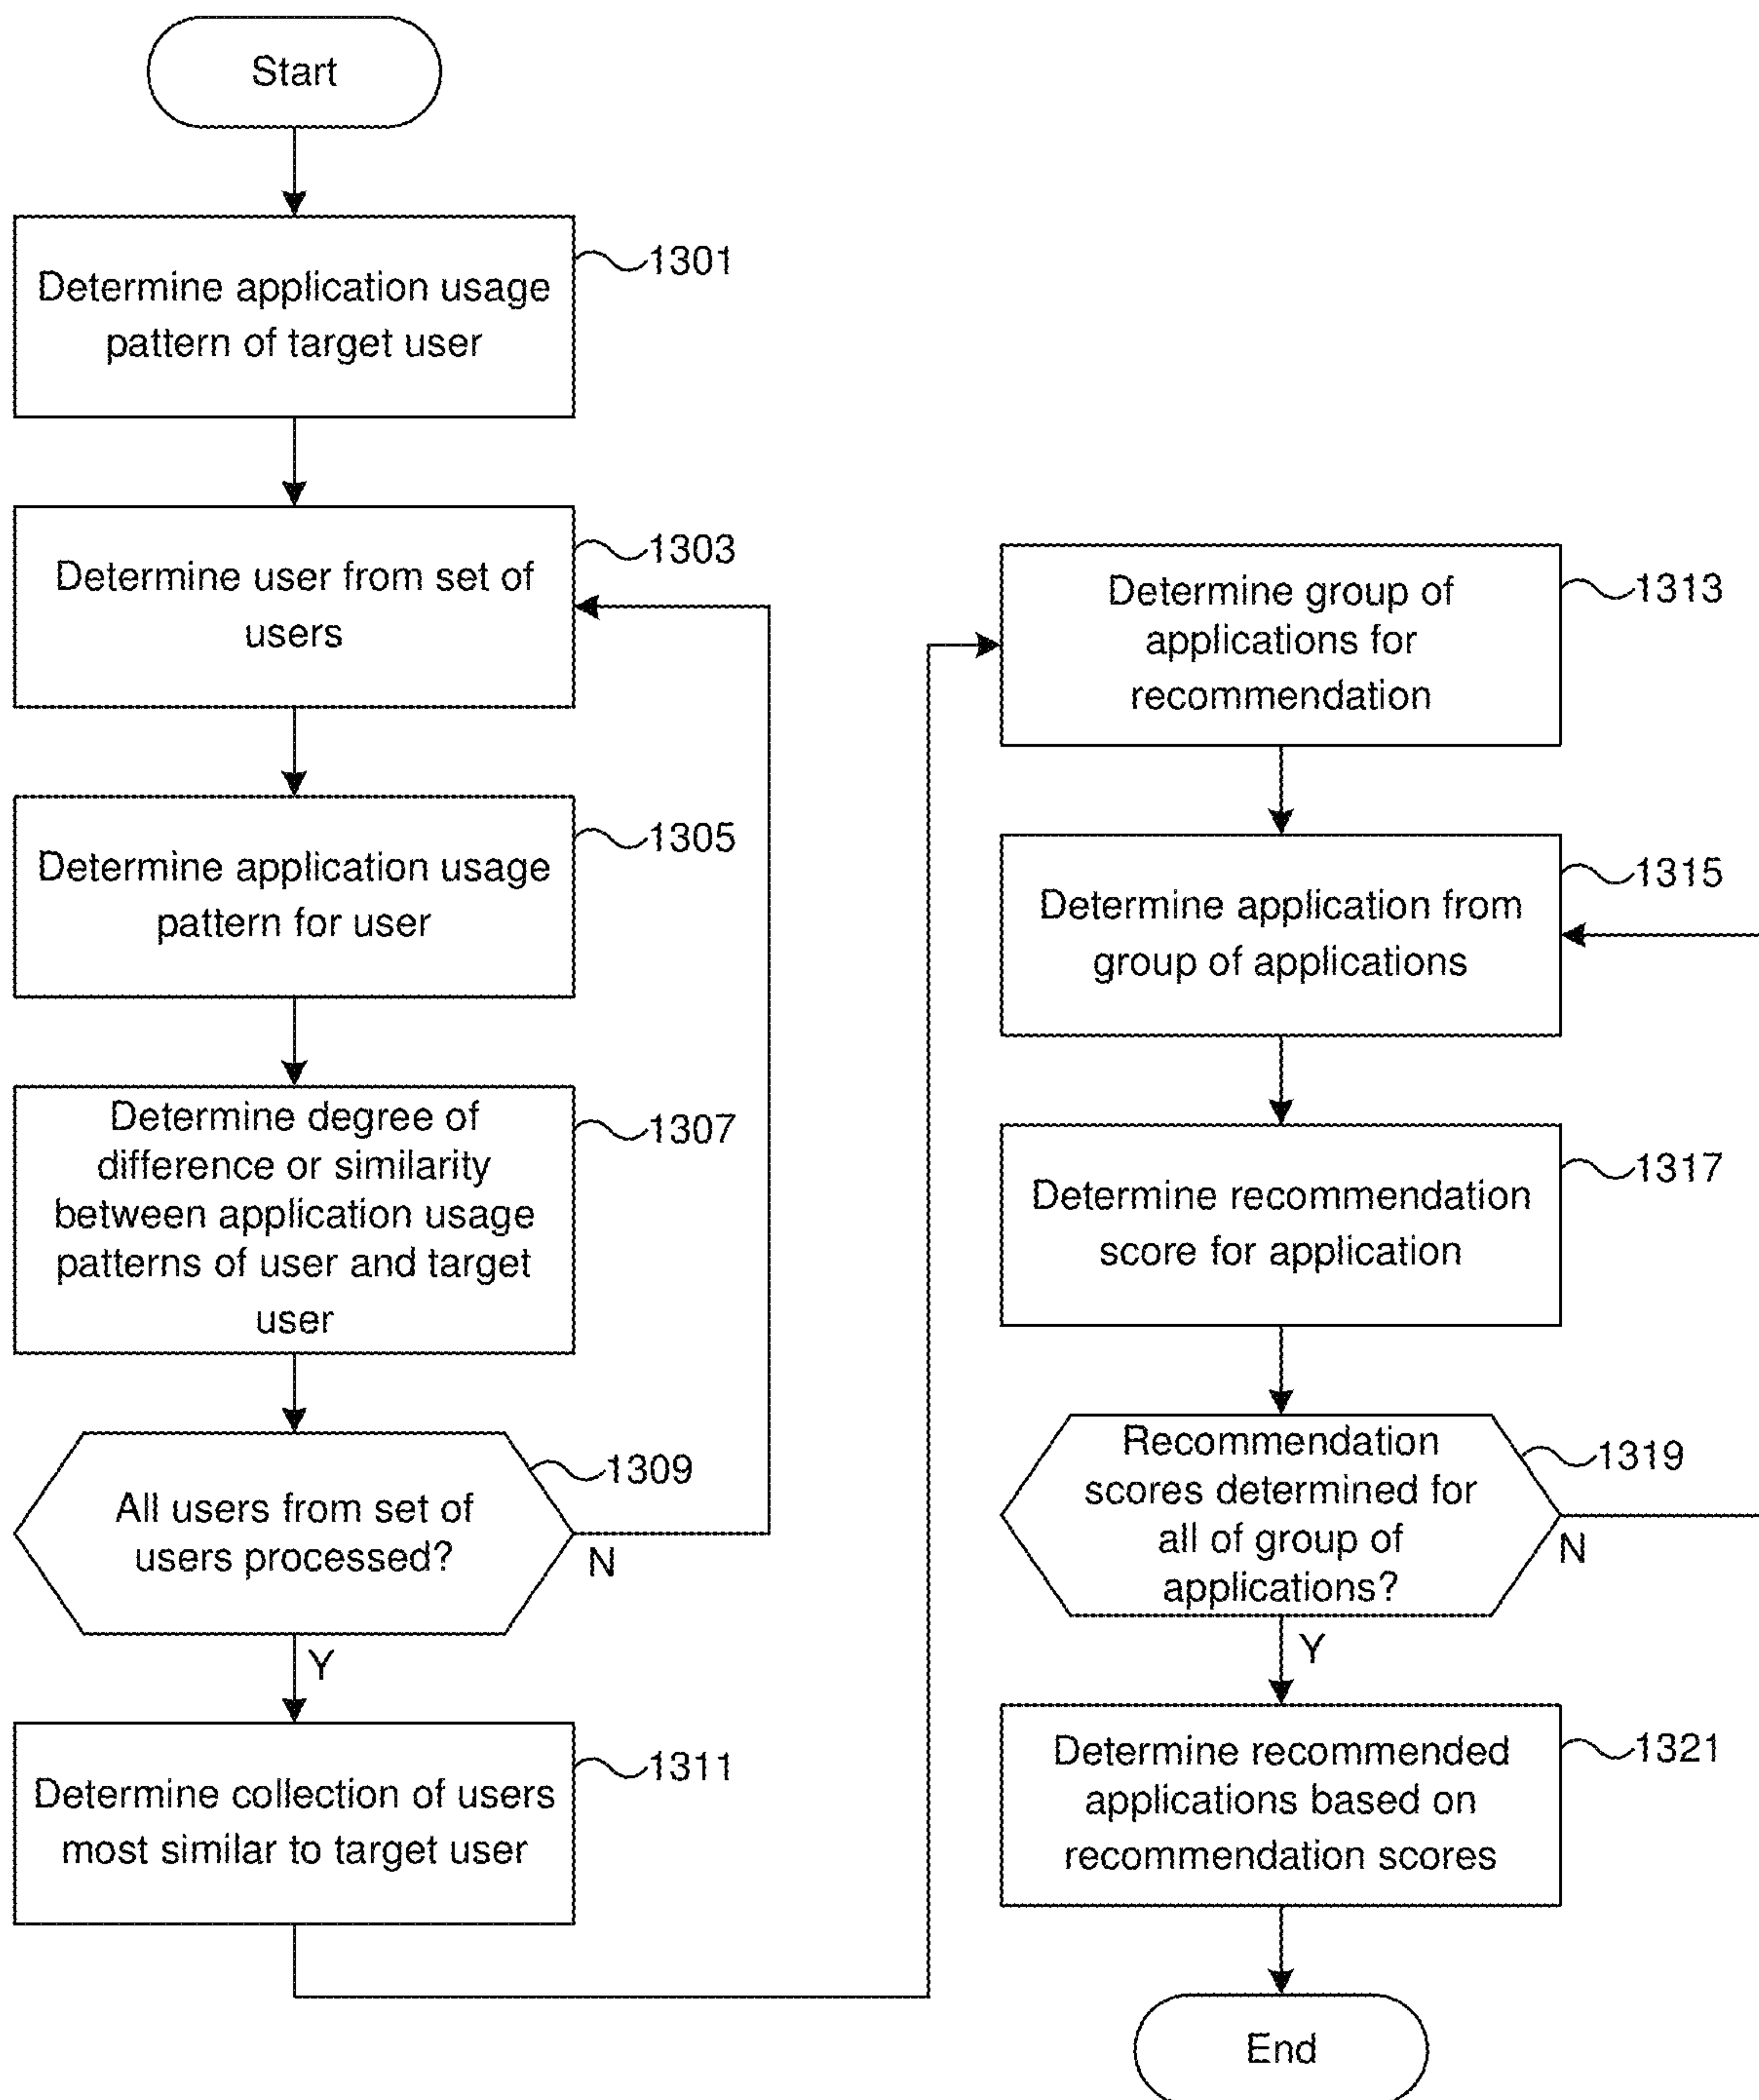 Start
Determine application usage
pattern of target user
1301
Determine user from set of
users
1303
Determine application usage
pattern for user
1305
Determine degree of
difference or similarity
between application usage
patterns of user and target
user
1307
All users from set of
users processed?
1309
N
Y
Determine collection of users
most similar to target user
1311
Determine group of
applications for
recommendation
1313
Determine application from
group of applications
1315
Determine recommendation
score for application
1317
Recommendation
scores determined for
all of group of
applications?
1319
N
Y
Determine recommended
applications based on
recommendation scores
1321
End